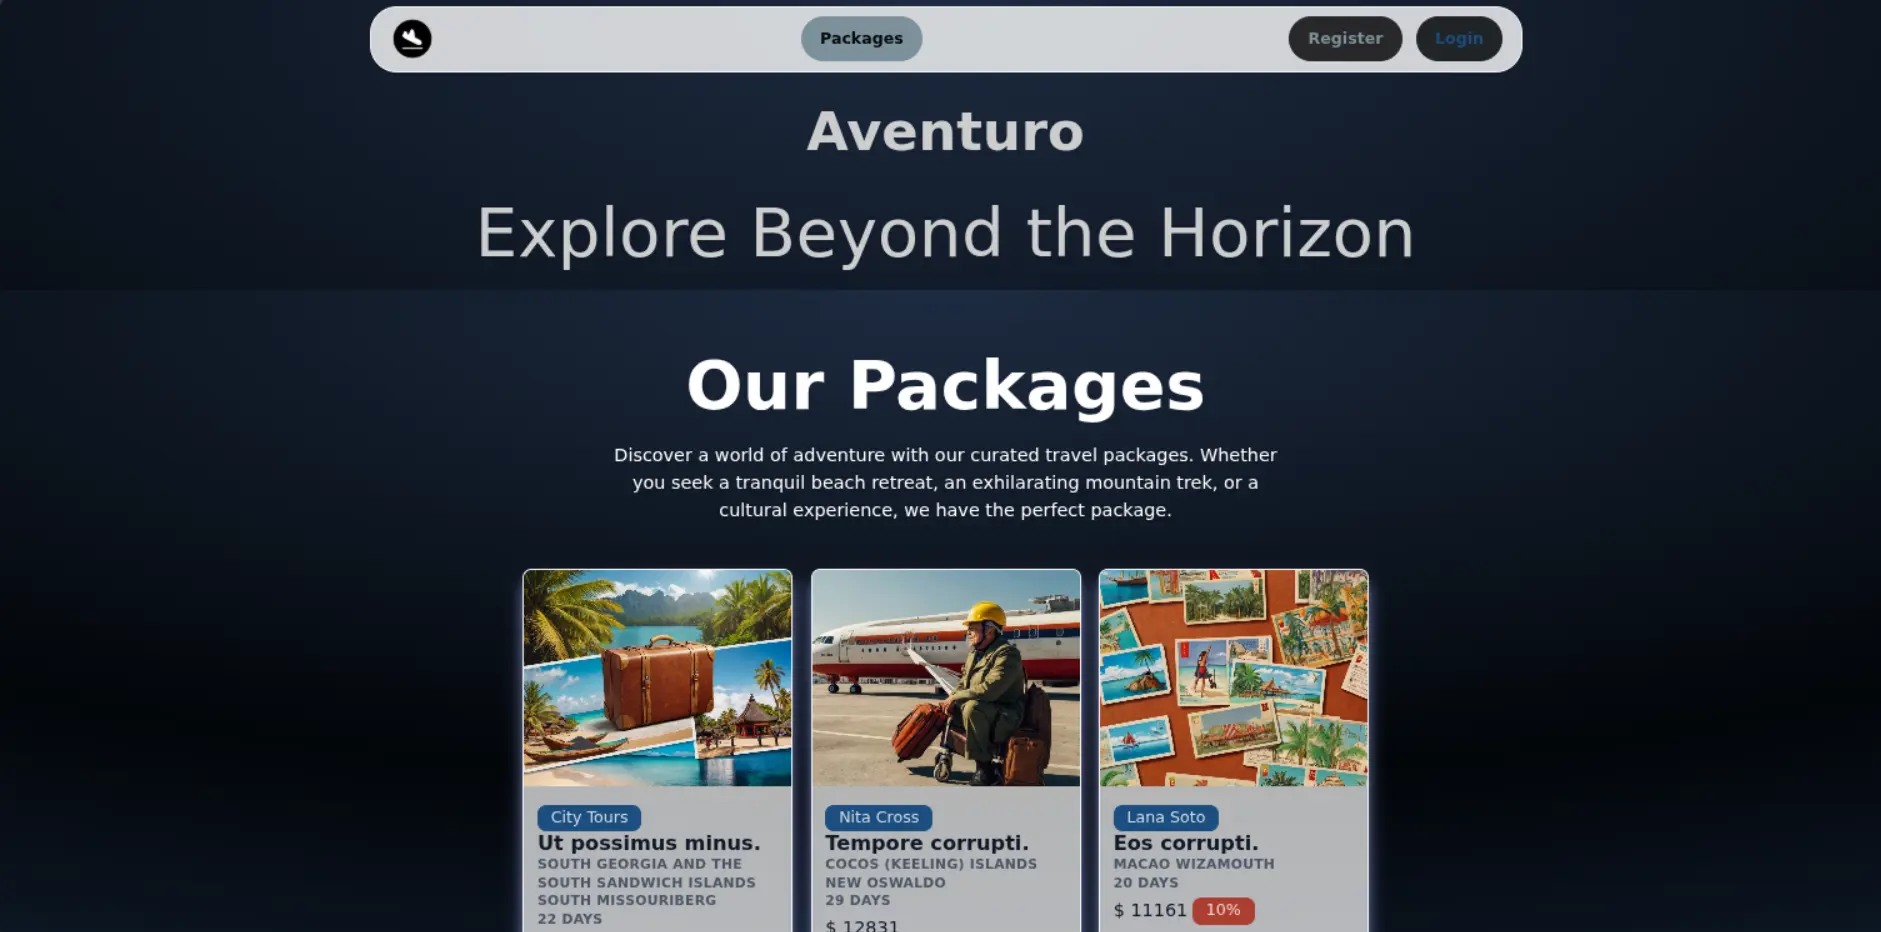 Packages
Register
Login
Aventuro
Explore Beyond the Horizon
Our Packages
Discover a world of adventure with our curated travel packages. Whether
you seek a tranquil beach retreat, an exhilarating mountain trek, or a
cultural experience, we have the perfect package.
City Tours
Ut possimus minus.
SOUTH GEORGIA AND THE
SOUTH SANDWICH ISLANDS
SOUTH MISSOURIBERG
22 DAYS
Nita Cross
Tempore corrupti.
COCOS (KEELING) ISLANDS
NEW OSWALDO
29 DAYS
$ 12831
Lana Soto
Eos corrupti.
MACAO WIZAMOUTH
20 DAYS
$ 11161 10%